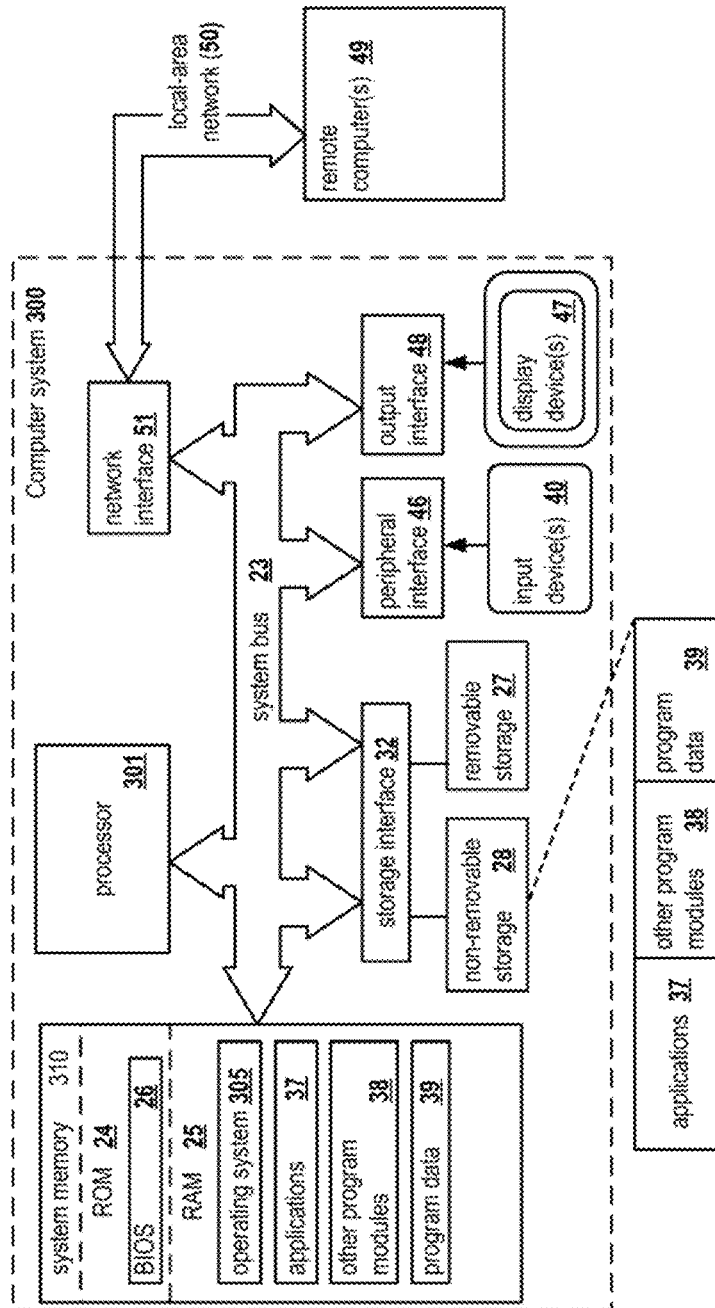 Computer system 300
system memory 310
ROM 24
BIOS 26
RAM 25
operating system 305
applications 37
other program
modules 38
program data 39
processor
301
network
interface 51
local-area
network (50)
remote
computer(s) 49
system bus 23
storage interface 32
peripheral
interface 46
output
interface 48
non-removable
storage 28
removable
storage 27
input
device(s) 40
display
device(s) 47
applications 37
other program
modules 38
program
data 39